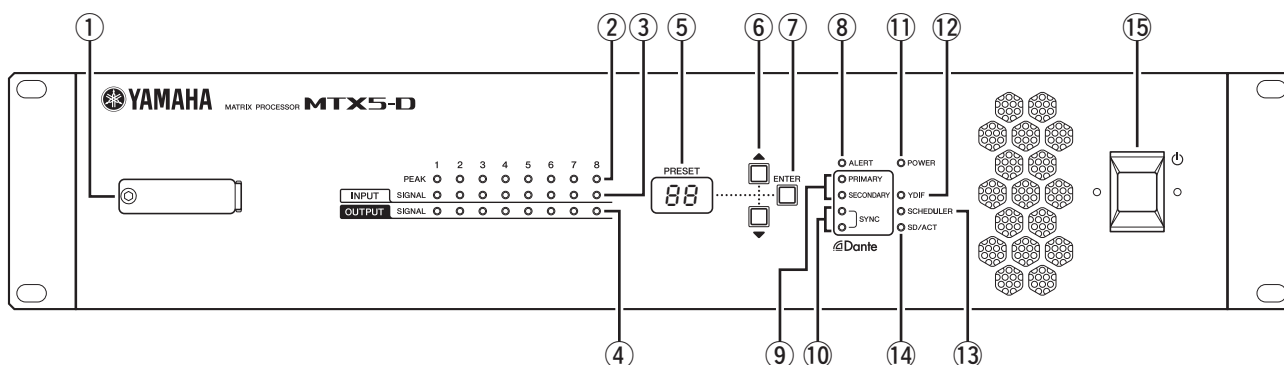 ① ② ③ ⑤ ⑥ ⑦ ⑧ ⑪ ⑫ ⑮
YAMAHA MATRIX PROCESSOR MTX5-D
1 2 3 4 5 6 7 8
PEAK
INPUT SIGNAL
OUTPUT SIGNAL
PRESET
88
ENTER
ALERT
PRIMARY
SECONDARY
SYNC
Dante
POWER
YDIF
SCHEDULER
SD/ACT
④ ⑨ ⑩ ⑭ ⑬